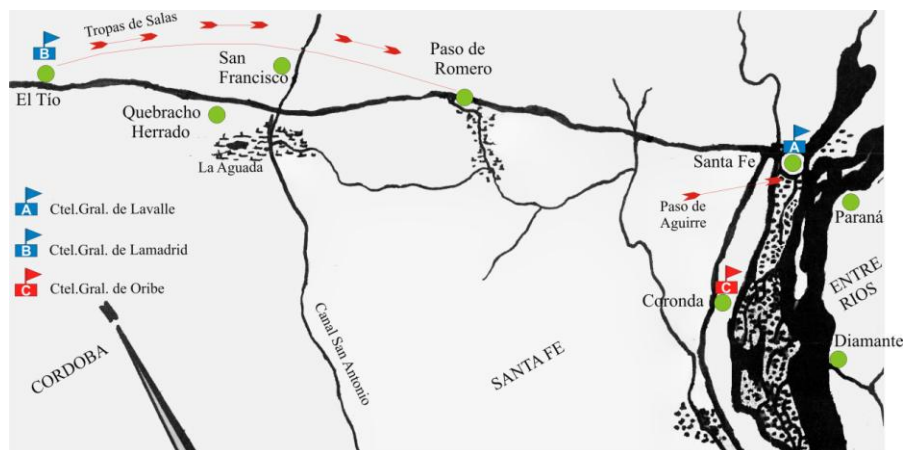 Tropas de Salas
B
El Tío
San
Francisco
Paso de
Romero
Quebracho
Herrado
La Aguada
A
Santa Fe
Paso de
Aguirre
Paraná
A Ctel.Gral. de Lavalle
B Ctel.Gral. de Lamadrid
C Ctel.Gral. de Oribe
C
Coronda
ENTRE
RIOS
Diamante
Canal San Antonio
CORDOBA
SANTA FE